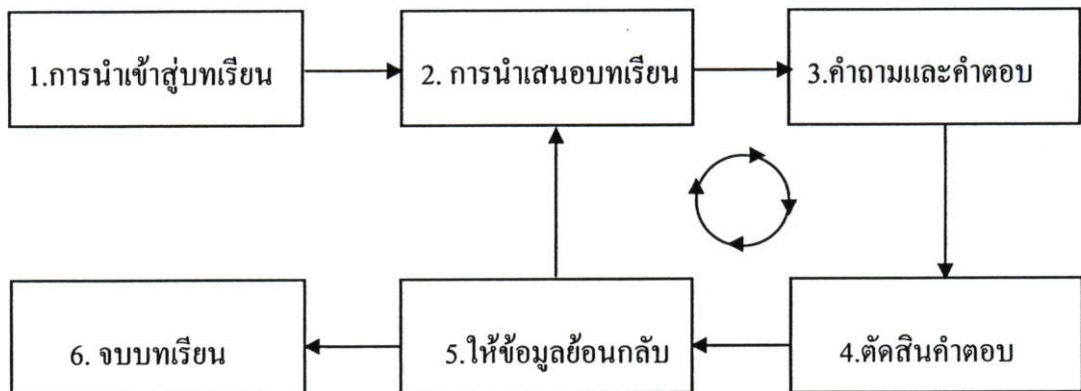 1.การนำเข้าสู่บทเรียน
2. การนำเสนอบทเรียน
3.คำถามและคำตอบ
6. จบบทเรียน
5.ให้ข้อมูลย้อนกลับ
4.ตัดสินคำตอบ